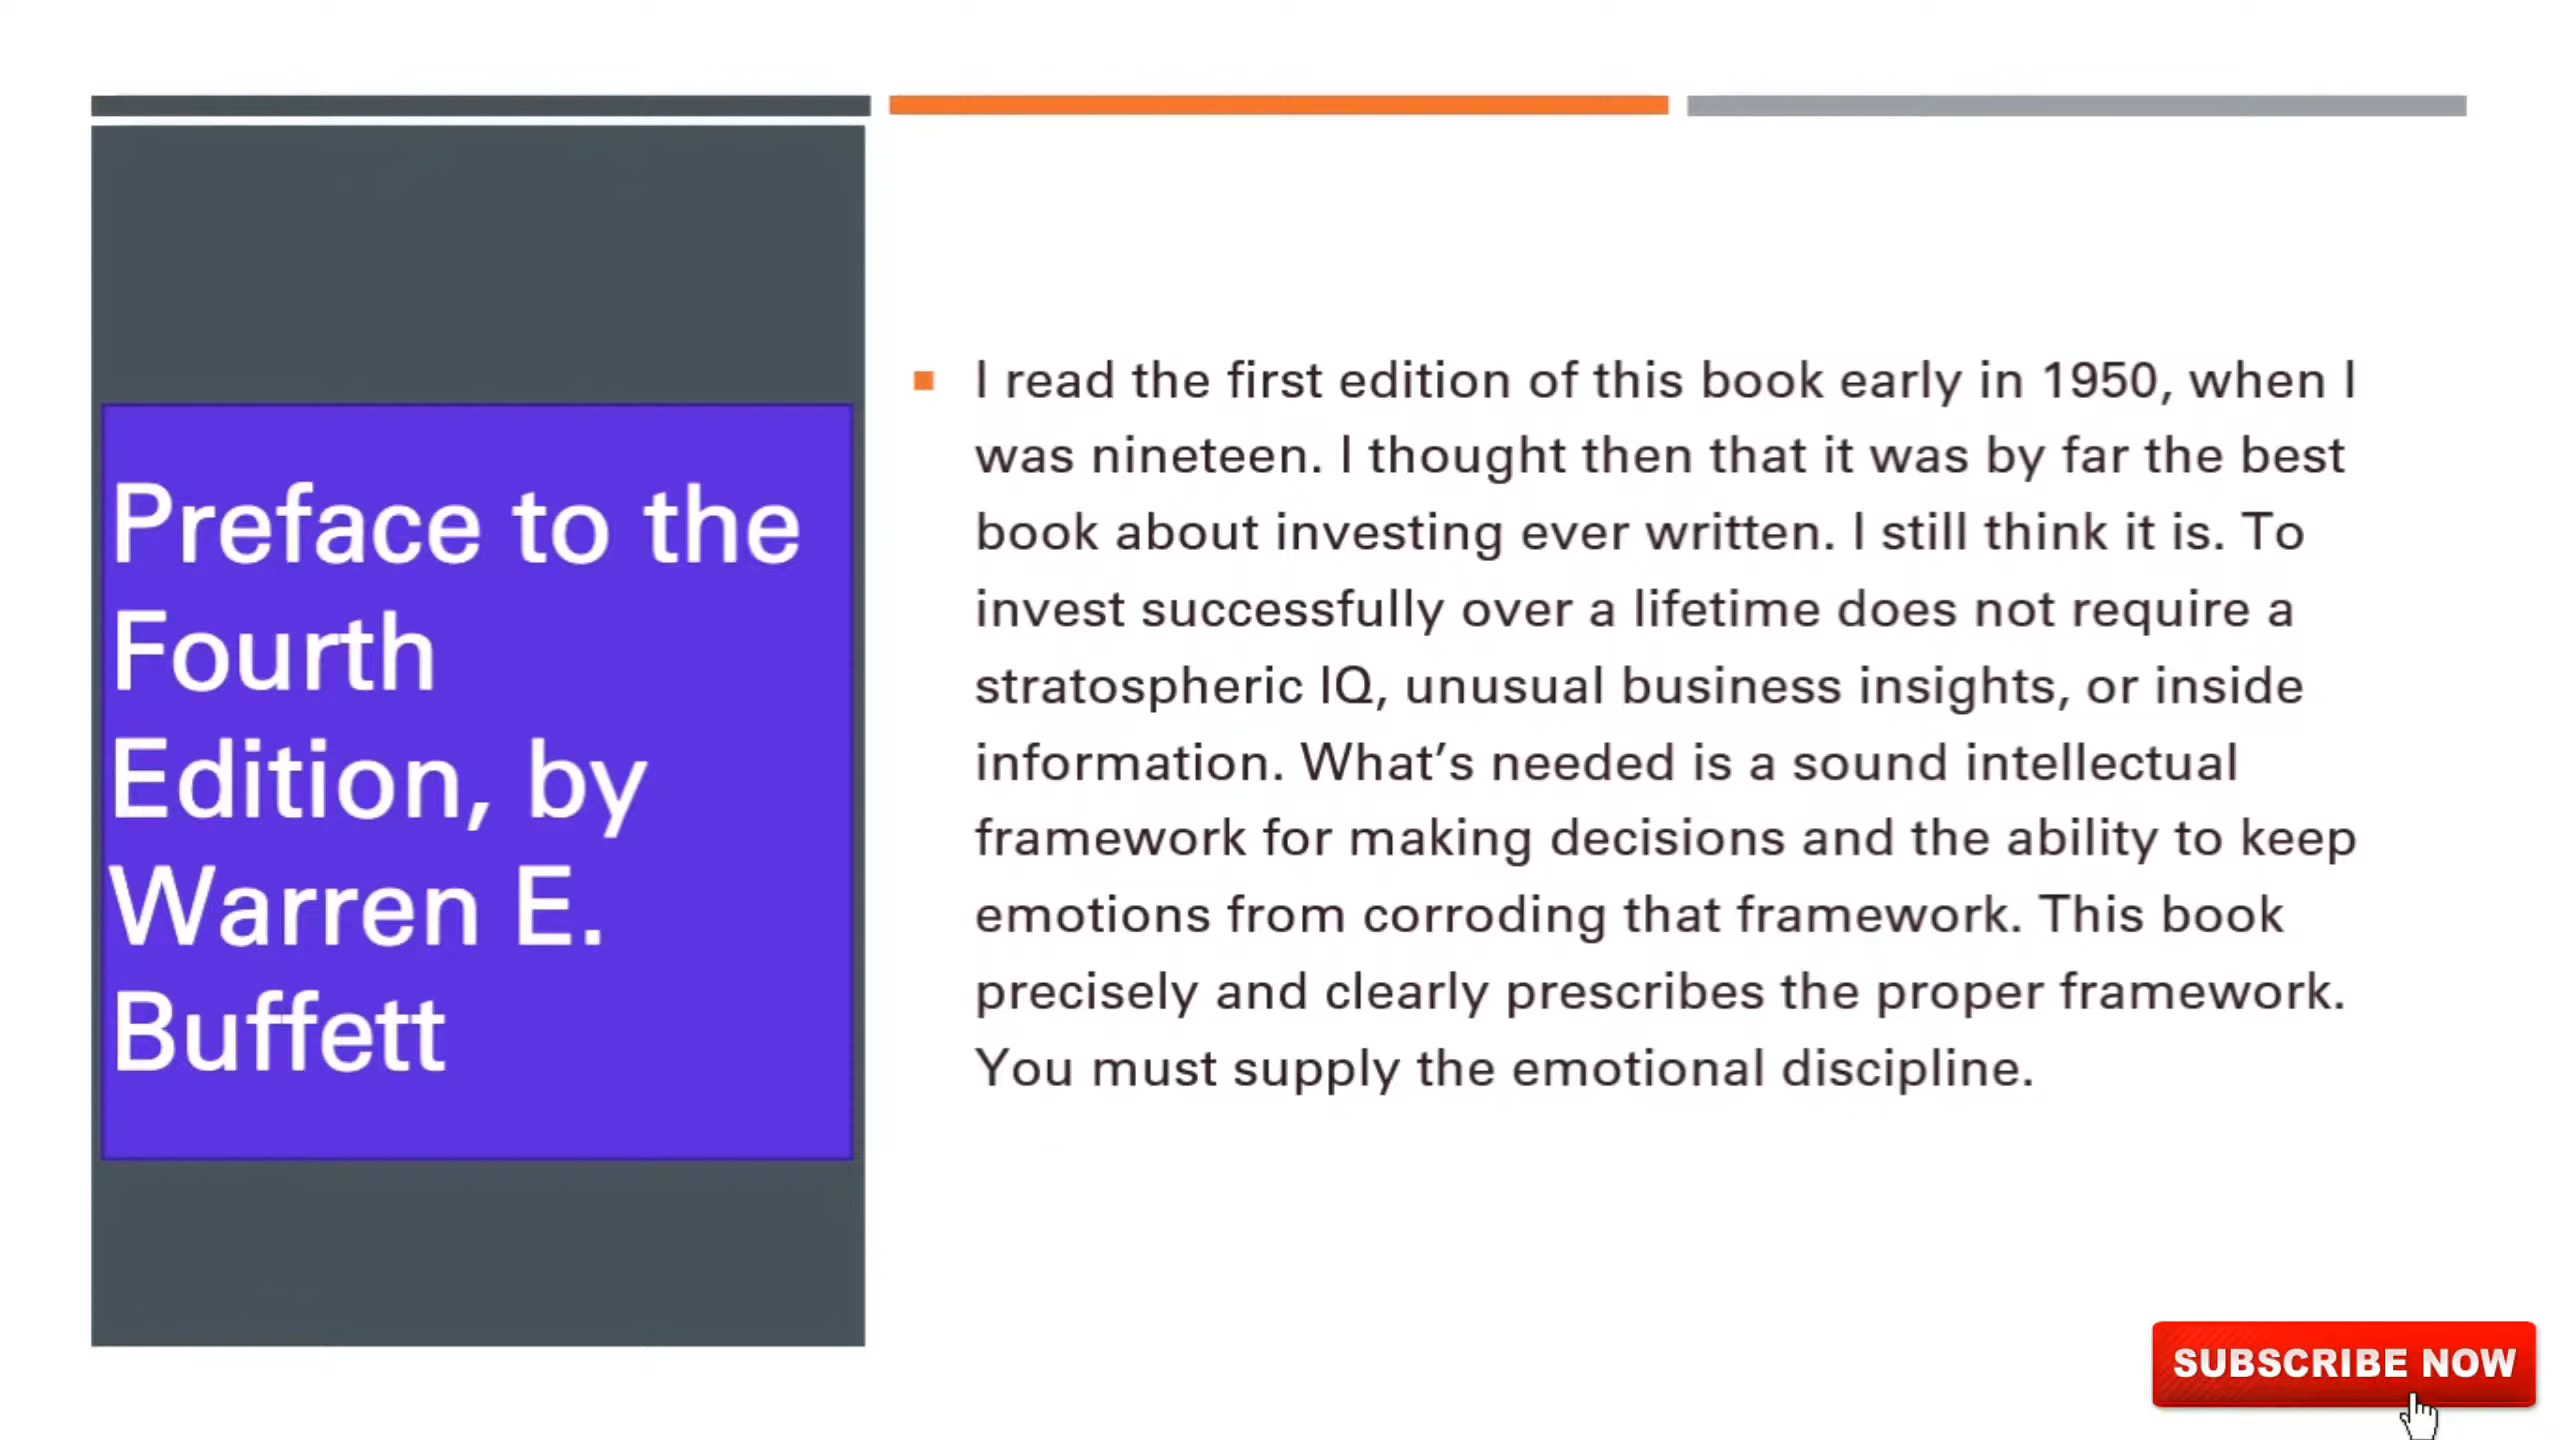 Preface to the
Fourth
Edition, by
Warren E.
Buffett
I read the first edition of this book early in 1950, when I
was nineteen. I thought then that it was by far the best
book about investing ever written. I still think it is. To
invest successfully over a lifetime does not require a
stratospheric IQ, unusual business insights, or inside
information. What’s needed is a sound intellectual
framework for making decisions and the ability to keep
emotions from corroding that framework. This book
precisely and clearly prescribes the proper framework.
You must supply the emotional discipline.
SUBSCRIBE NOW